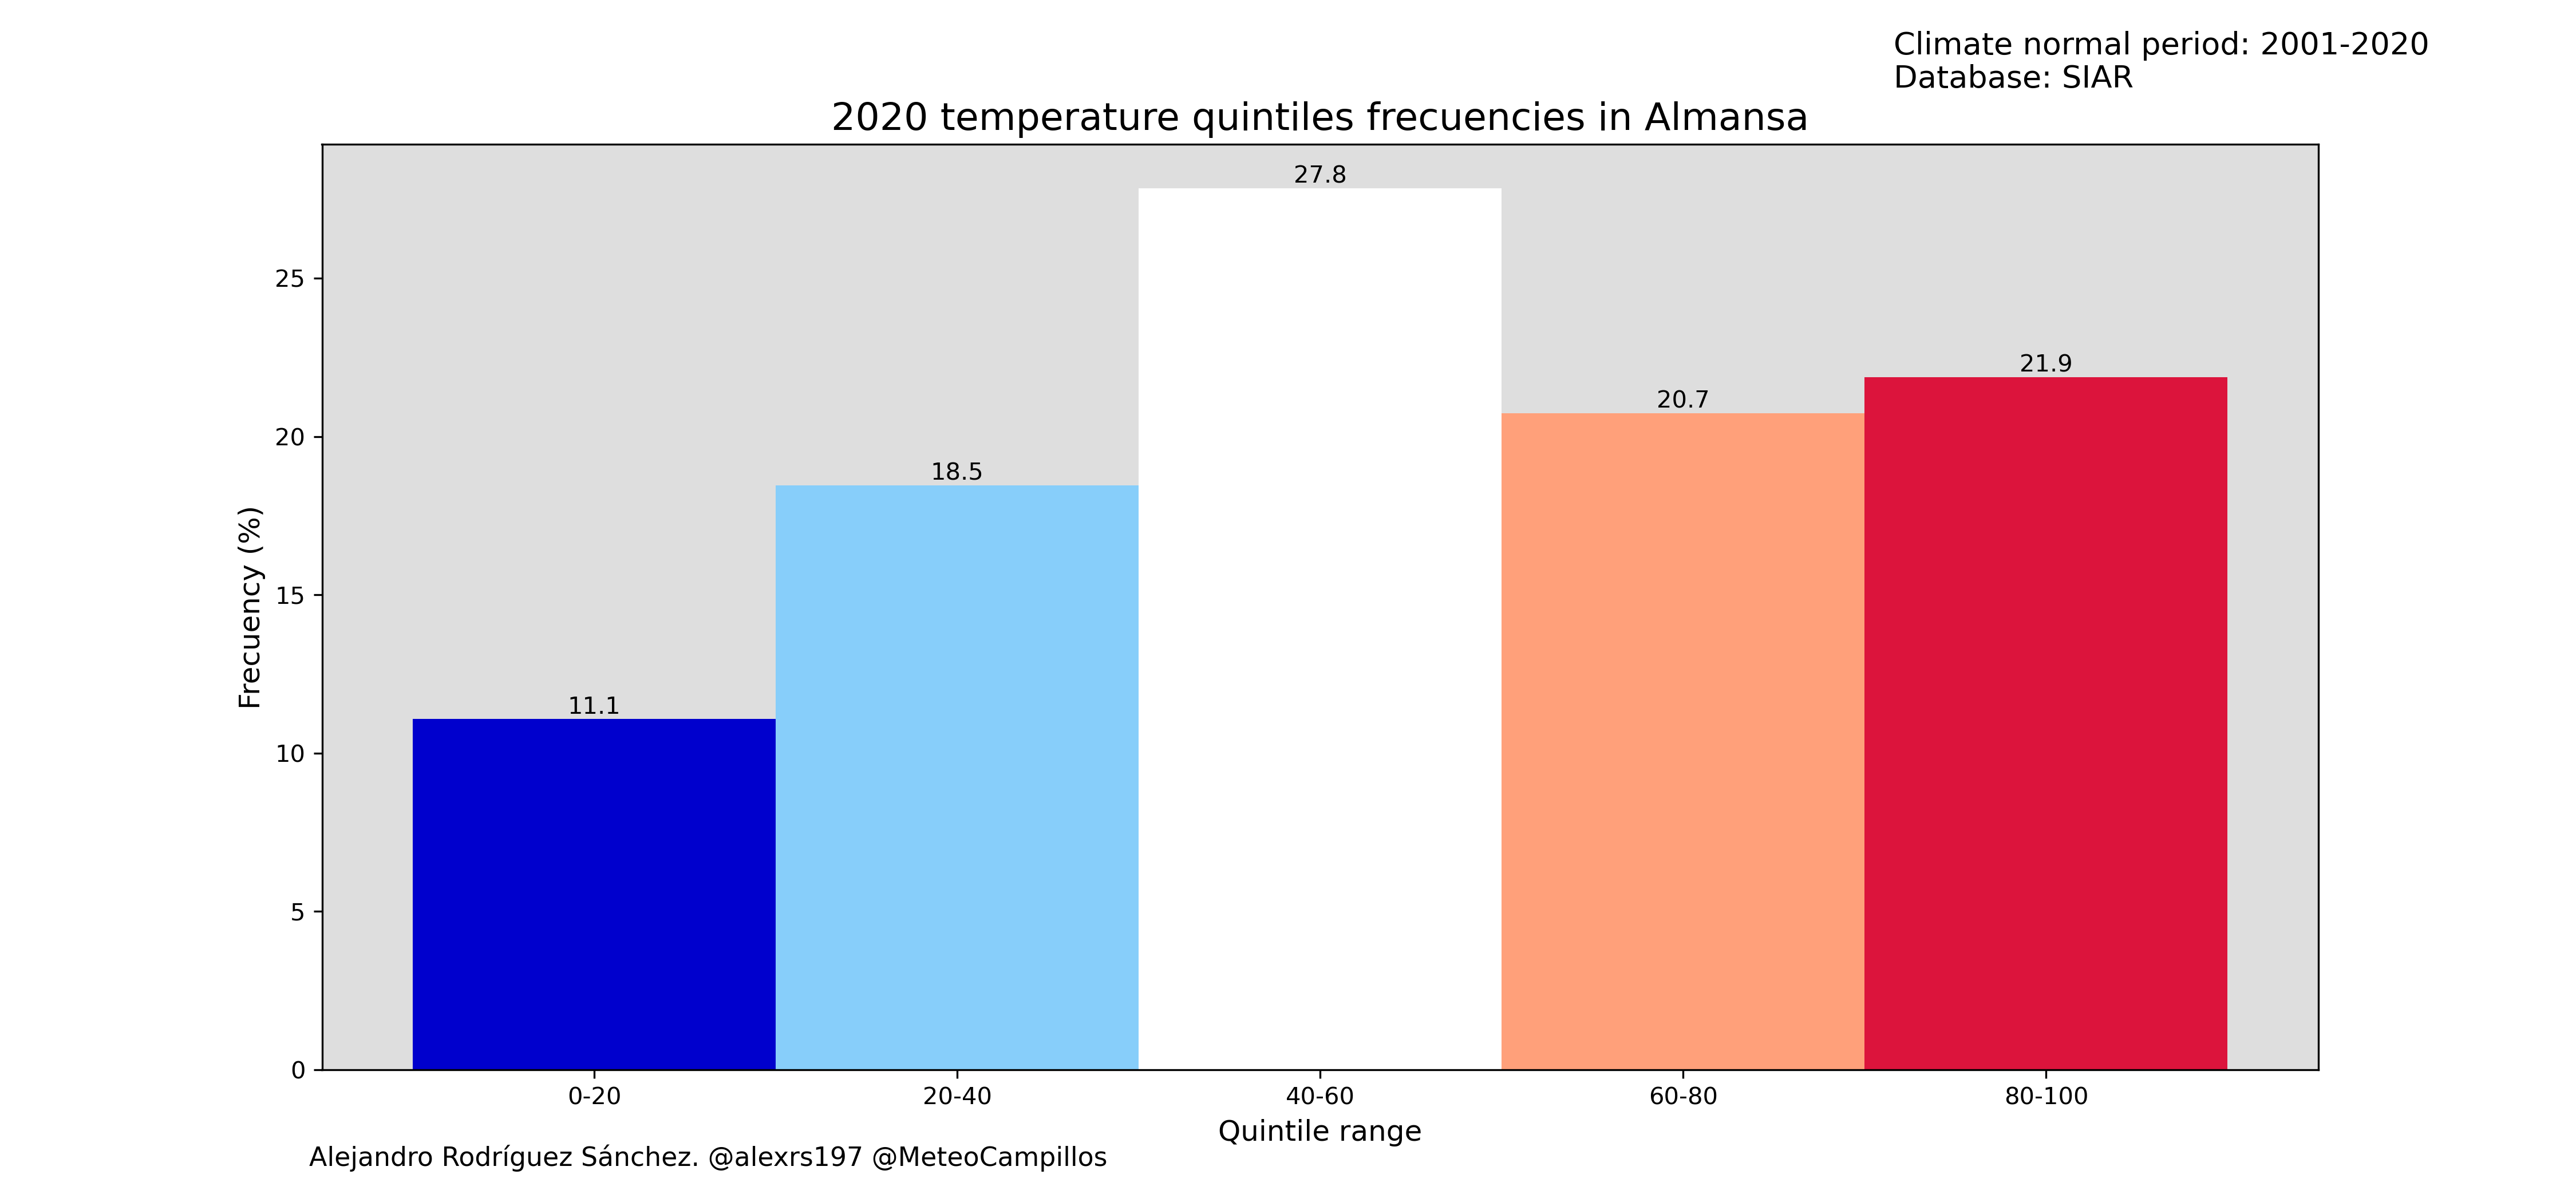 Climate normal period: 2001-2020
Database: SIAR
2020 temperature quintiles frecuencies in Almansa
27.8
25
21.9
20.7
20
18.5
Frecuency (%)
15
11.1
10
5
0
0-20
20-40
40-60
60-80
80-100
Quintile range
Alejandro Rodríguez Sánchez. @alexrs197 @MeteoCampillos